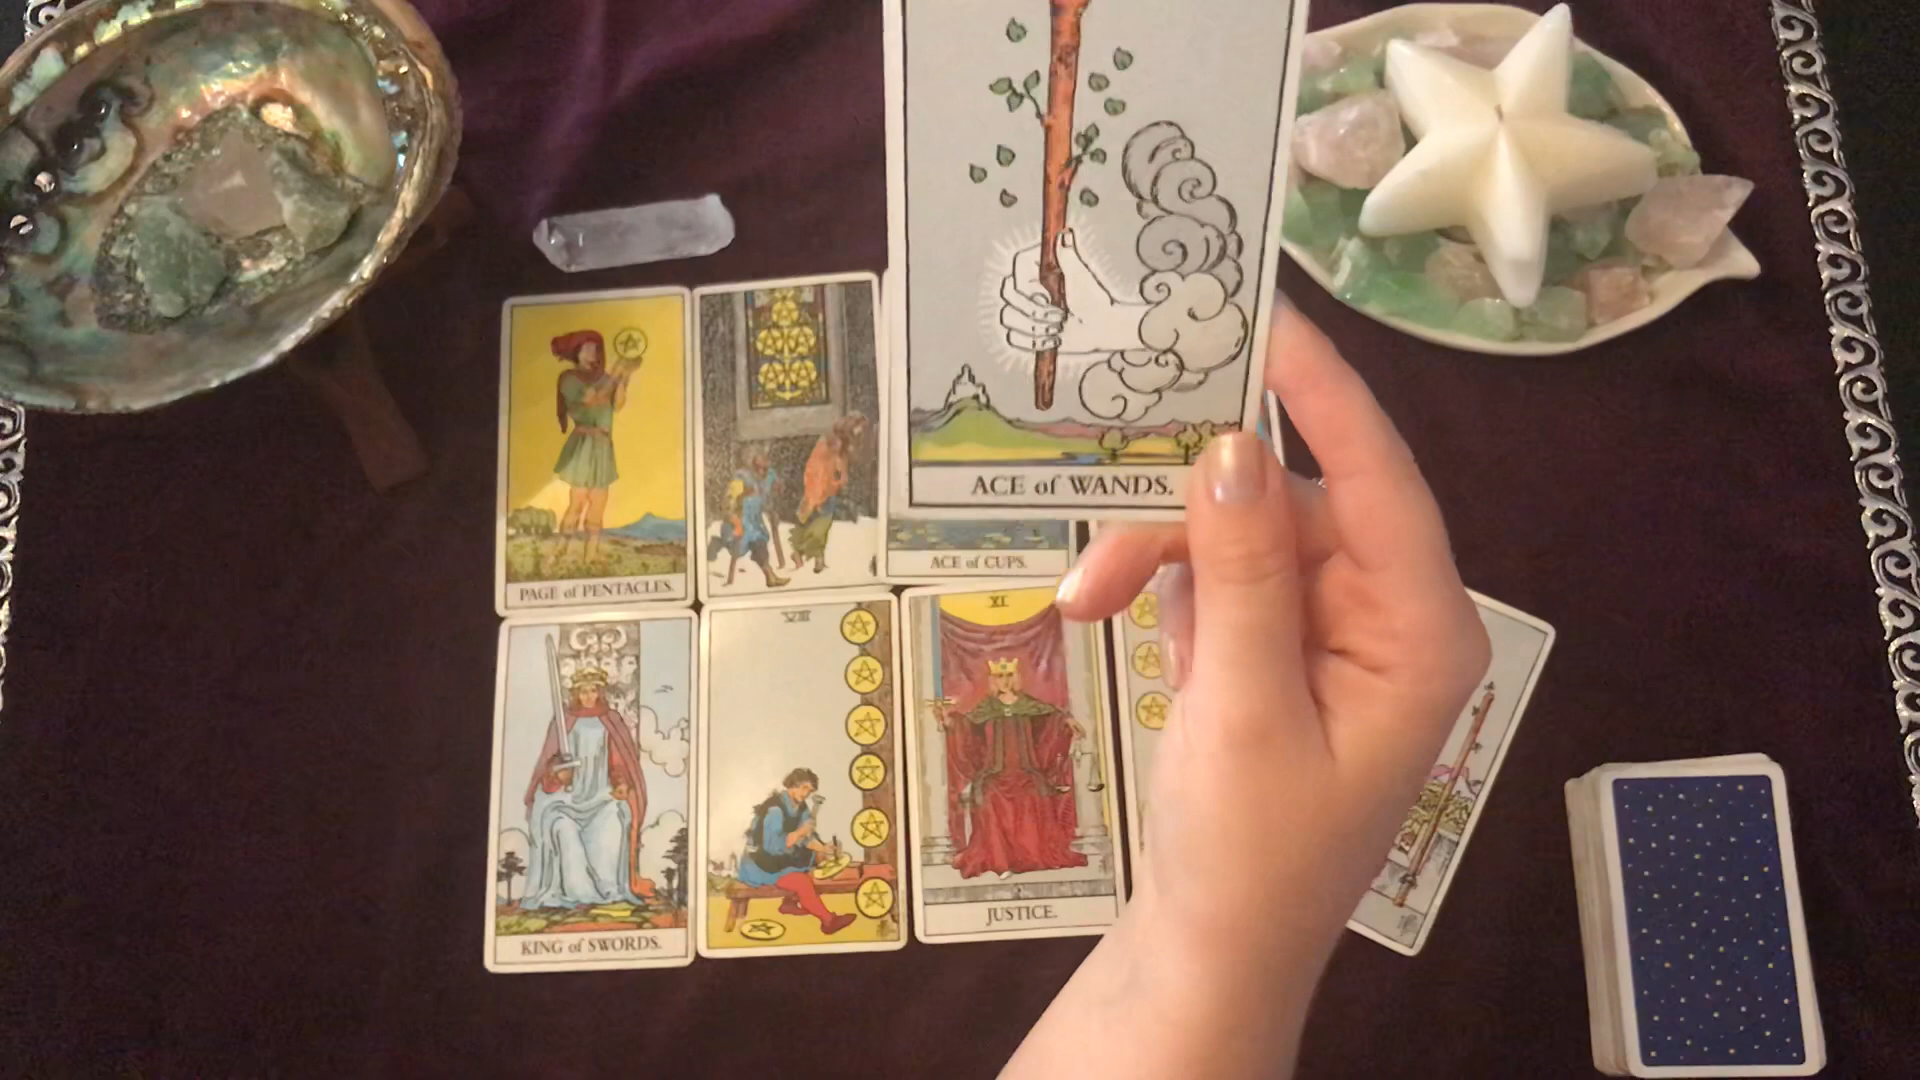 ACE of WANDS.
ACE of CUPS.
PAGE of PENTACLES.
VIII
XI
KING of SWORDS.
JUSTICE.